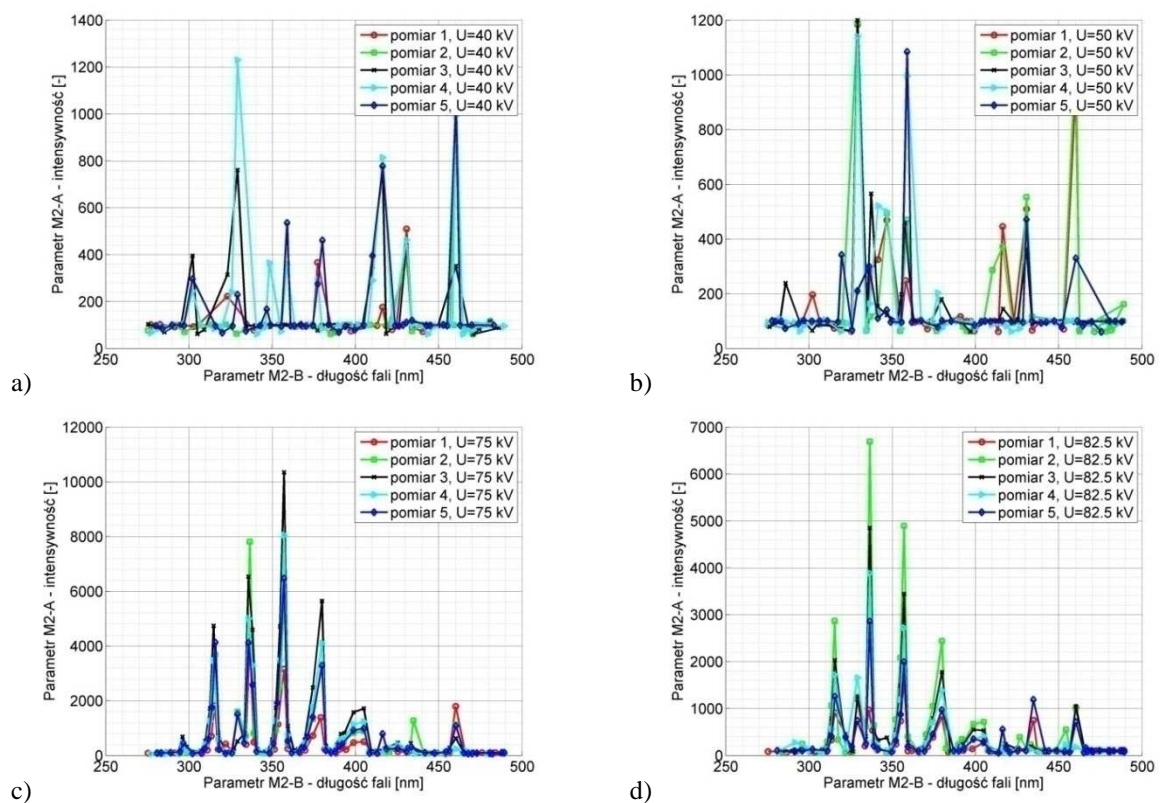 1400
1200
1000
800
600
400
200
0
250 300 350 400 450 500
Parametr M2-A - intensywność [-]
Parametr M2-B - długość fali [nm]
pomiar 1, U=40 kV
pomiar 2, U=40 kV
pomiar 3, U=40 kV
pomiar 4, U=40 kV
pomiar 5, U=40 kV
a)
1200
1000
800
600
400
200
0
250 300 350 400 450 500
Parametr M2-A - intensywność [-]
Parametr M2-B - długość fali [nm]
pomiar 1, U=50 kV
pomiar 2, U=50 kV
pomiar 3, U=50 kV
pomiar 4, U=50 kV
pomiar 5, U=50 kV
b)
12000
10000
8000
6000
4000
2000
0
250 300 350 400 450 500
Parametr M2-A - intensywność [-]
Parametr M2-B - długość fali [nm]
pomiar 1, U=75 kV
pomiar 2, U=75 kV
pomiar 3, U=75 kV
pomiar 4, U=75 kV
pomiar 5, U=75 kV
c)
7000
6000
5000
4000
3000
2000
1000
0
250 300 350 400 450 500
Parametr M2-A - intensywność [-]
Parametr M2-B - długość fali [nm]
pomiar 1, U=82.5 kV
pomiar 2, U=82.5 kV
pomiar 3, U=82.5 kV
pomiar 4, U=82.5 kV
pomiar 5, U=82.5 kV
d)